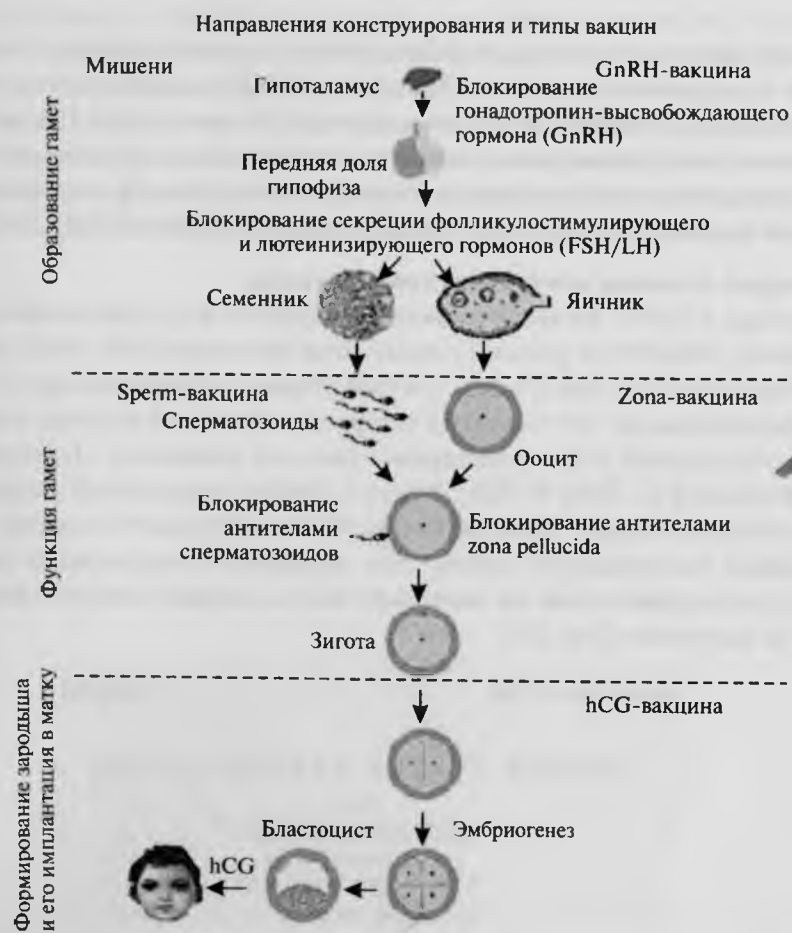 Направления конструирования и типы вакцин
Мишени
GnRH-вакцина
Гипоталамус
Блокирование
гонадотропин-высвобождающего
гормона (GnRH)
Передняя доля
гипофиза
Блокирование секреции фолликулостимулирующего
и лютеинизирующего гормонов (FSH/LH)
Семенник
Яичник
Образование гамет
Sperm-вакцина
Zona-вакцина
Сперматозоиды
Ооцит
Блокирование
антителами
сперматозоидов
Блокирование антителами
zona pellucida
Зигота
Функция гамет
hCG-вакцина
Бластоцист
Эмбриогенез
hCG
Формирование зародыша
и его имплантация в матку